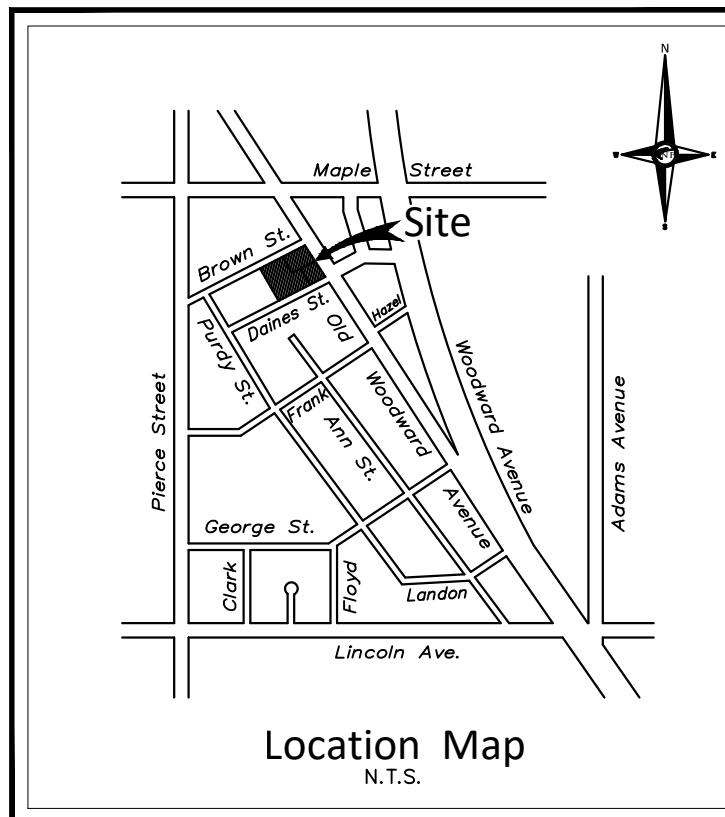 N
W
E
S
Maple Street
Site
Brown St.
Daines St.
Old
Hazel
Purdy St.
Woodward
Woodward Avenue
Frank
Ann St.
Pierce Street
Adams Avenue
Avenue
George St.
Clark
Floyd
Landon
Lincoln Ave.
Location Map
N.T.S.